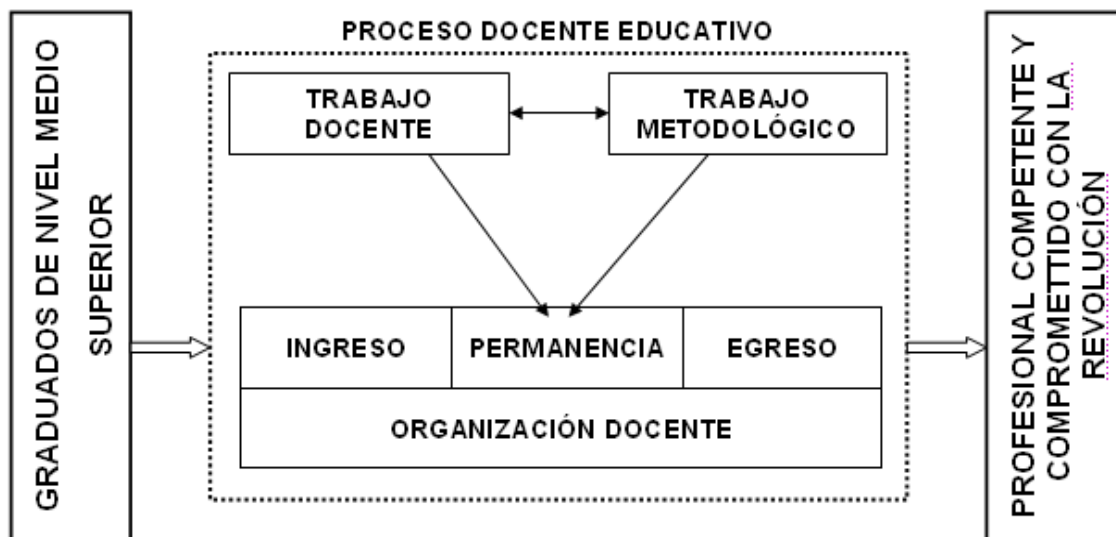 GRADUADOS DE NIVEL MEDIO
SUPERIOR
PROCESO DOCENTE EDUCATIVO
TRABAJO
DOCENTE
TRABAJO
METODOLÓGICO
INGRESO
PERMANENCIA
EGRESO
ORGANIZACIÓN DOCENTE
PROFESIONAL COMPETENTE Y
COMPROMETTIDO CON LA
REVOLUCIÓN